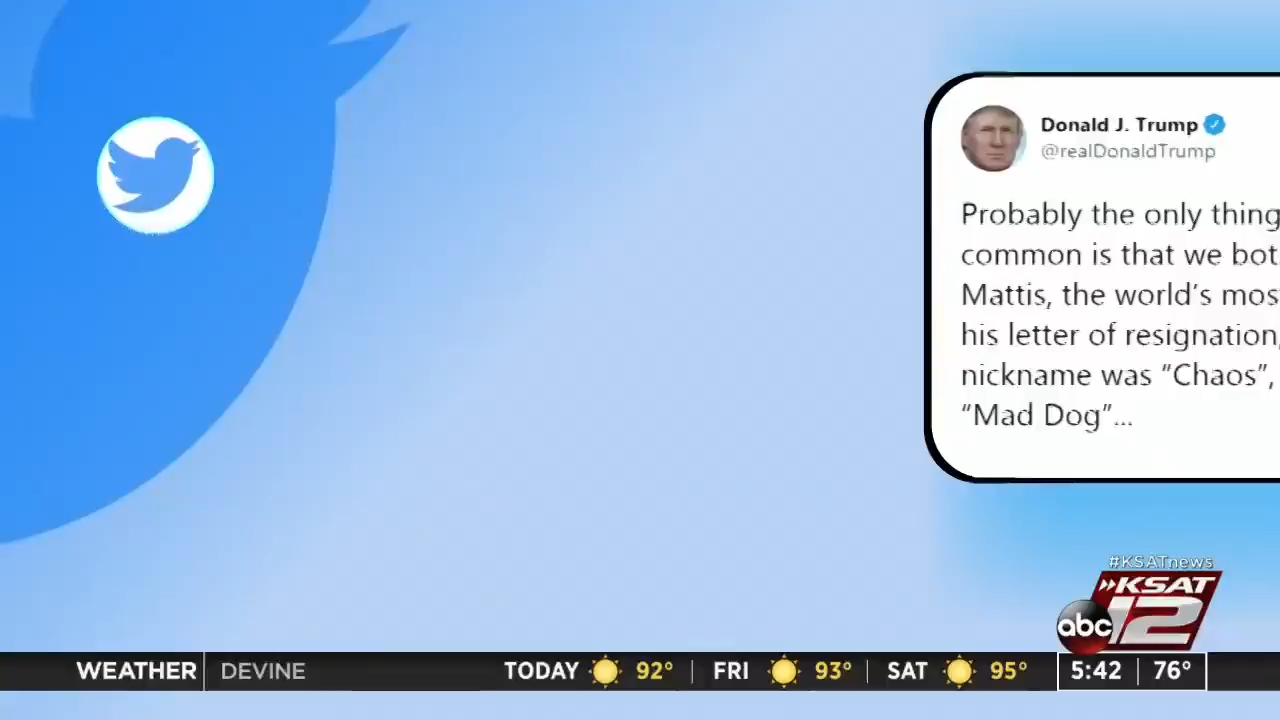 Donald J. Trump
@realDonaldTrump
Probably the only thing
common is that we bot
Mattis, the world's mos
his letter of resignation,
nickname was “Chaos”,
“Mad Dog”...
#KSATnews
KSAT
abc 12
WEATHER DEVINE TODAY 92° FRI 93° SAT 95° 5:42 76°